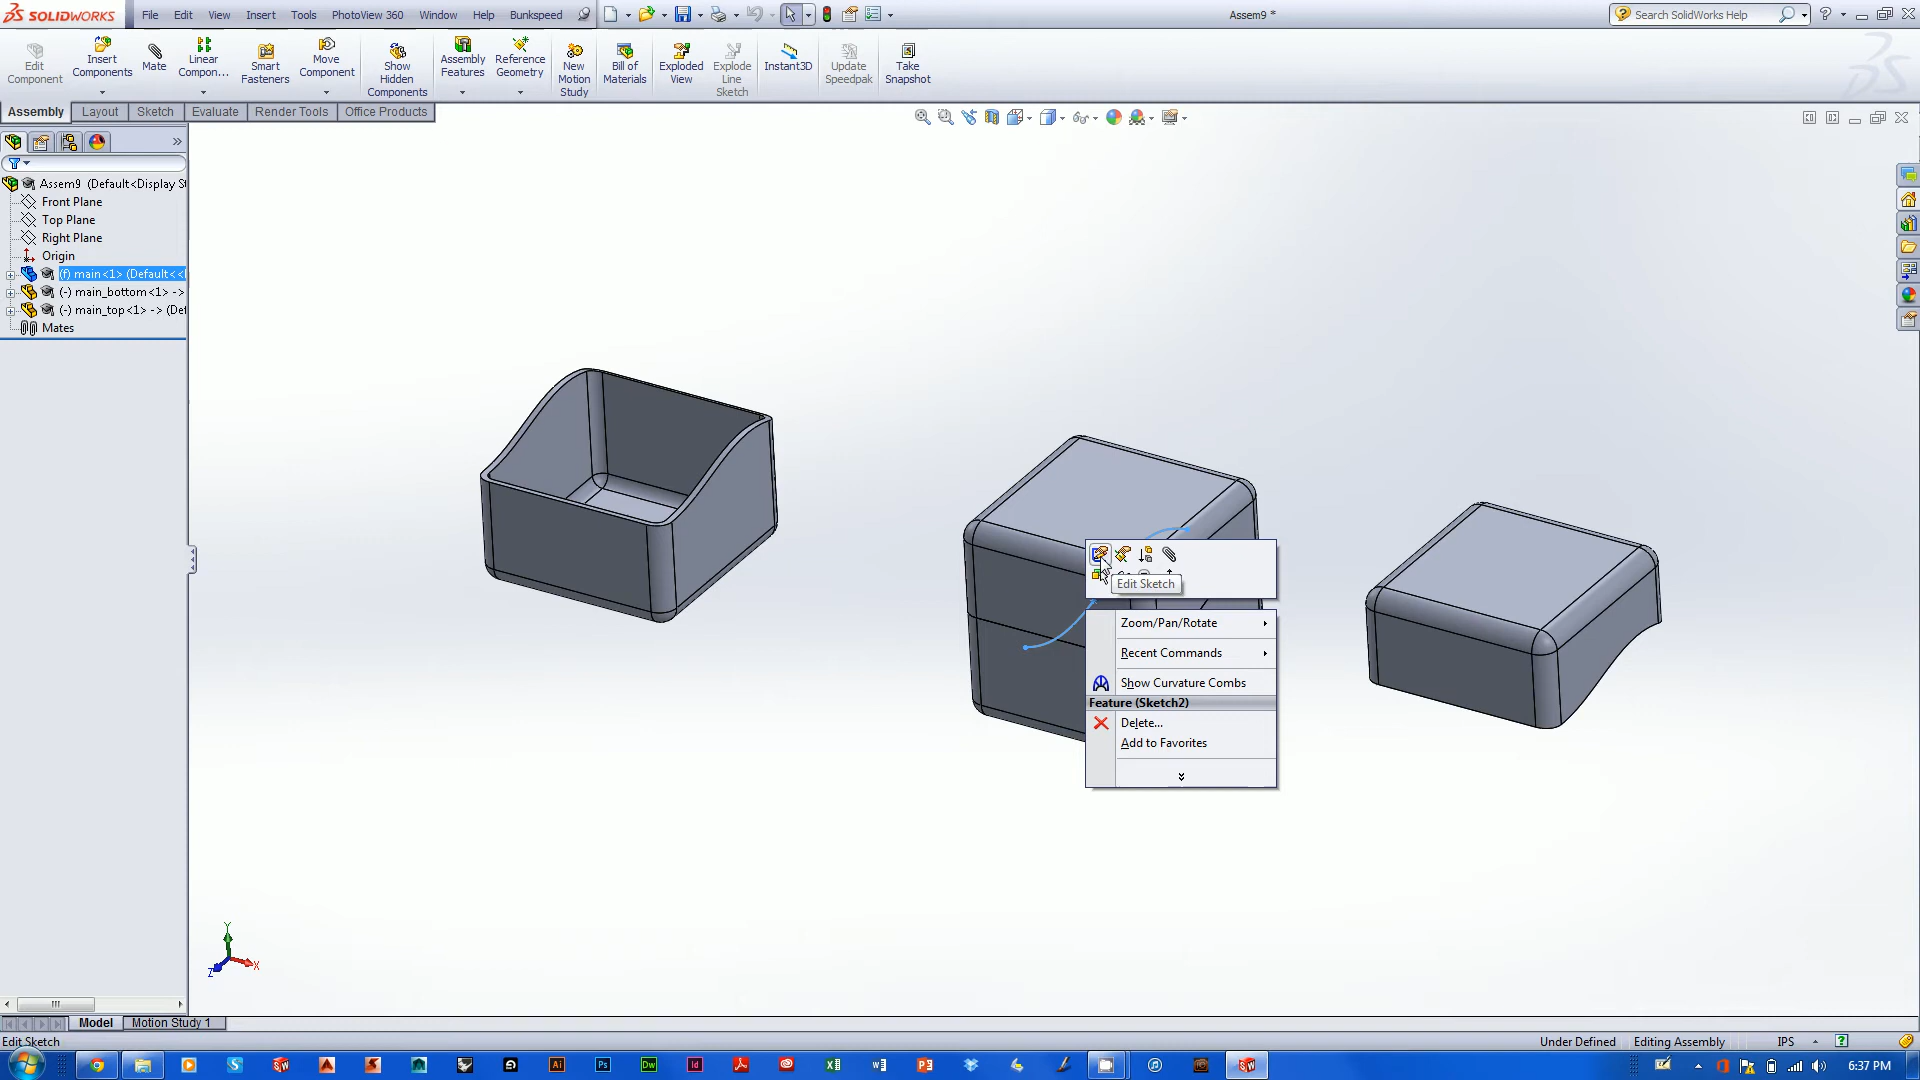 SOLIDWORKS File Edit View Insert Tools PhotoView 360 Window Help Bunkspeed Assem9 * Search SolidWorks Help
Edit Component
Insert Components
Mate
Linear Compon...
Smart Fasteners
Move Component
Show Hidden Components
Assembly Features
Reference Geometry
New Motion Study
Bill of Materials
Exploded View
Explode Line Sketch
Instant3D
Update Speedpak
Take Snapshot
Assembly Layout Sketch Evaluate Render Tools Office Products
Assem9 (Default<Display S
Front Plane
Top Plane
Right Plane
Origin
(f) main<1> (Default<<
(-) main_bottom<1> ->
(-) main_top<1> -> (Def
Mates
Edit Sketch
Zoom/Pan/Rotate
Recent Commands
Show Curvature Combs
Feature (Sketch2)
Delete...
Add to Favorites
Y
X
Z
Model Motion Study 1
Edit Sketch Under Defined Editing Assembly IPS
Ai Ps Dw Id 6:37 PM